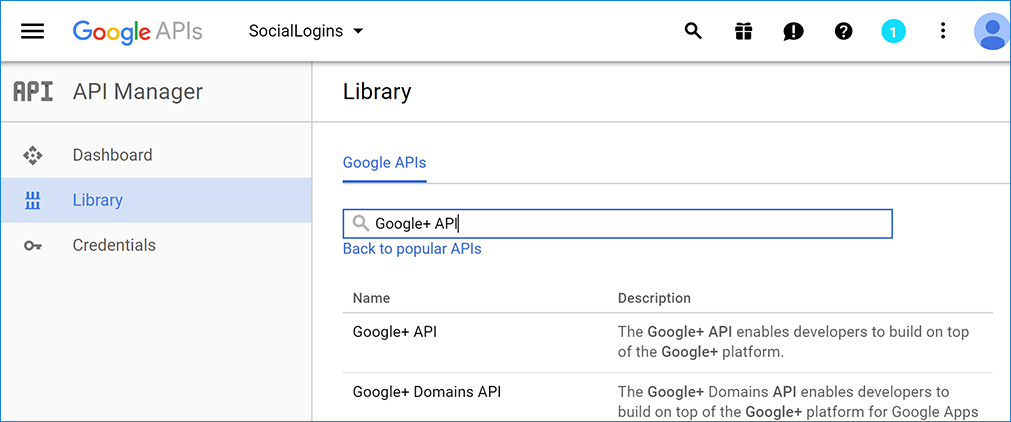 Google APIs
SocialLogins
1
API
API Manager
Library
Dashboard
Library
Credentials
Google APIs
Google+ API
Back to popular APIs
Name
Description
Google+ API
The Google+ API enables developers to build on top
of the Google+ platform.
Google+ Domains API
The Google+ Domains API enables developers to
build on top of the Google+ platform for Google Apps